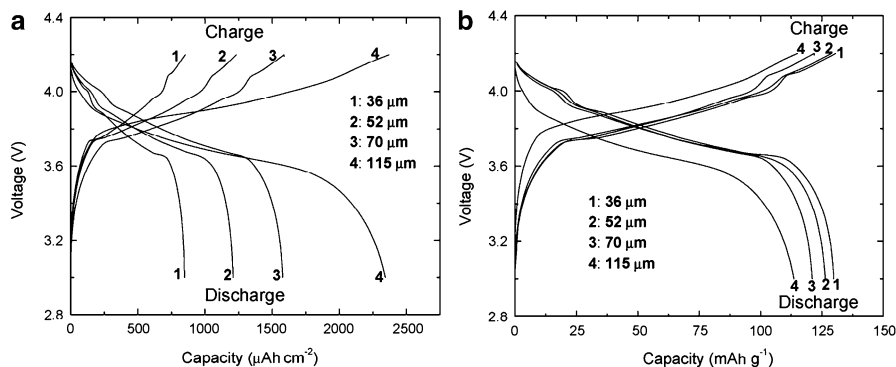 a
Charge
1
2
3
4
1: 36 μm
2: 52 μm
3: 70 μm
4: 115 μm
1
2
3
4
Discharge
4.4
4.0
3.6
3.2
2.8
Voltage (V)
0
500
1000
1500
2000
2500
Capacity (μAh cm-2)
b
Charge
4
3
2
1
1: 36 μm
2: 52 μm
3: 70 μm
4: 115 μm
4
3
2
1
Discharge
4.4
4.0
3.6
3.2
2.8
Voltage (V)
0
25
50
75
100
125
150
Capacity (mAh g-1)